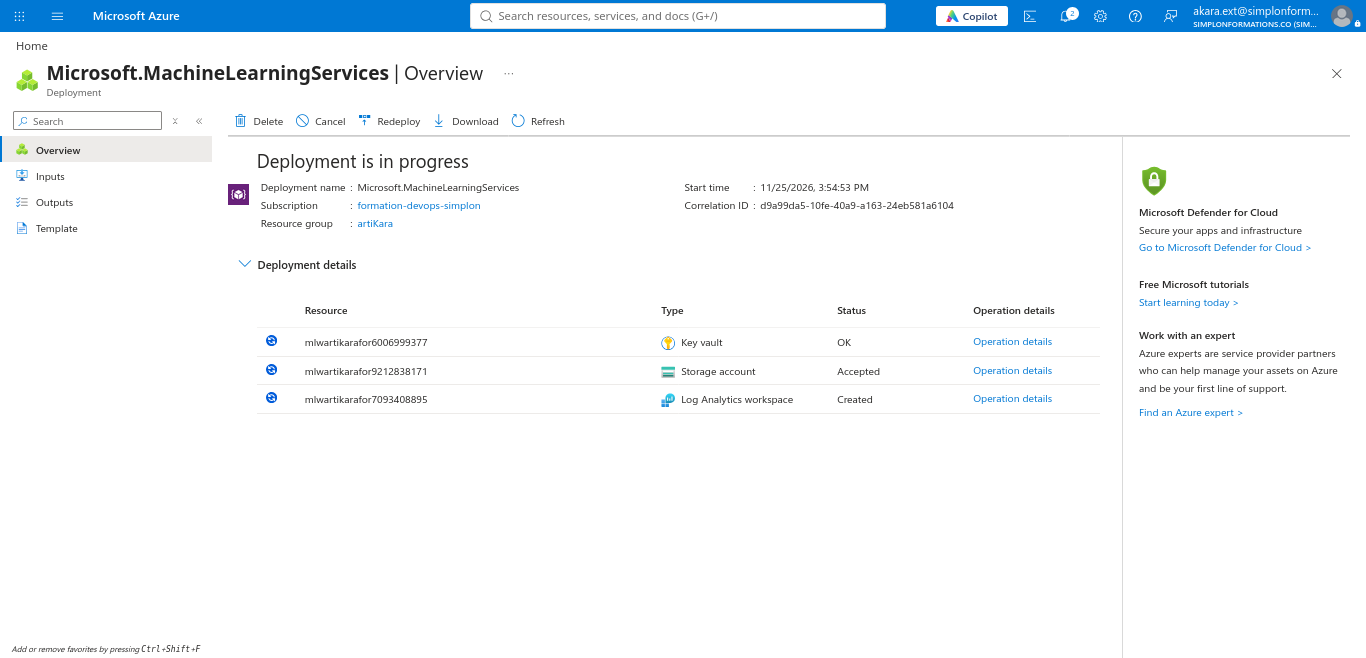 Microsoft Azure
Search resources, services, and docs (G+/)
Copilot
2
akara.ext@simplonform...
SIMPLONFORMATIONS.CO (SIM...
Home
Microsoft.MachineLearningServices | Overview ...
Deployment
Search
Delete Cancel Redeploy Download Refresh
Overview
Inputs
Outputs
Template
Deployment is in progress
Deployment name : Microsoft.MachineLearningServices
Subscription : formation-devops-simplon
Resource group : artiKara
Start time : 11/25/2026, 3:54:53 PM
Correlation ID : d9a99da5-10fe-40a9-a163-24eb581a6104
Deployment details
Resource Type Status Operation details
mlwartikarafor6006999377 Key vault OK Operation details
mlwartikarafor9212838171 Storage account Accepted Operation details
mlwartikarafor7093408895 Log Analytics workspace Created Operation details
Microsoft Defender for Cloud
Secure your apps and infrastructure
Go to Microsoft Defender for Cloud >
Free Microsoft tutorials
Start learning today >
Work with an expert
Azure experts are service provider partners
who can help manage your assets on Azure
and be your first line of support.
Find an Azure expert >
Add or remove favorites by pressing Ctrl+Shift+F